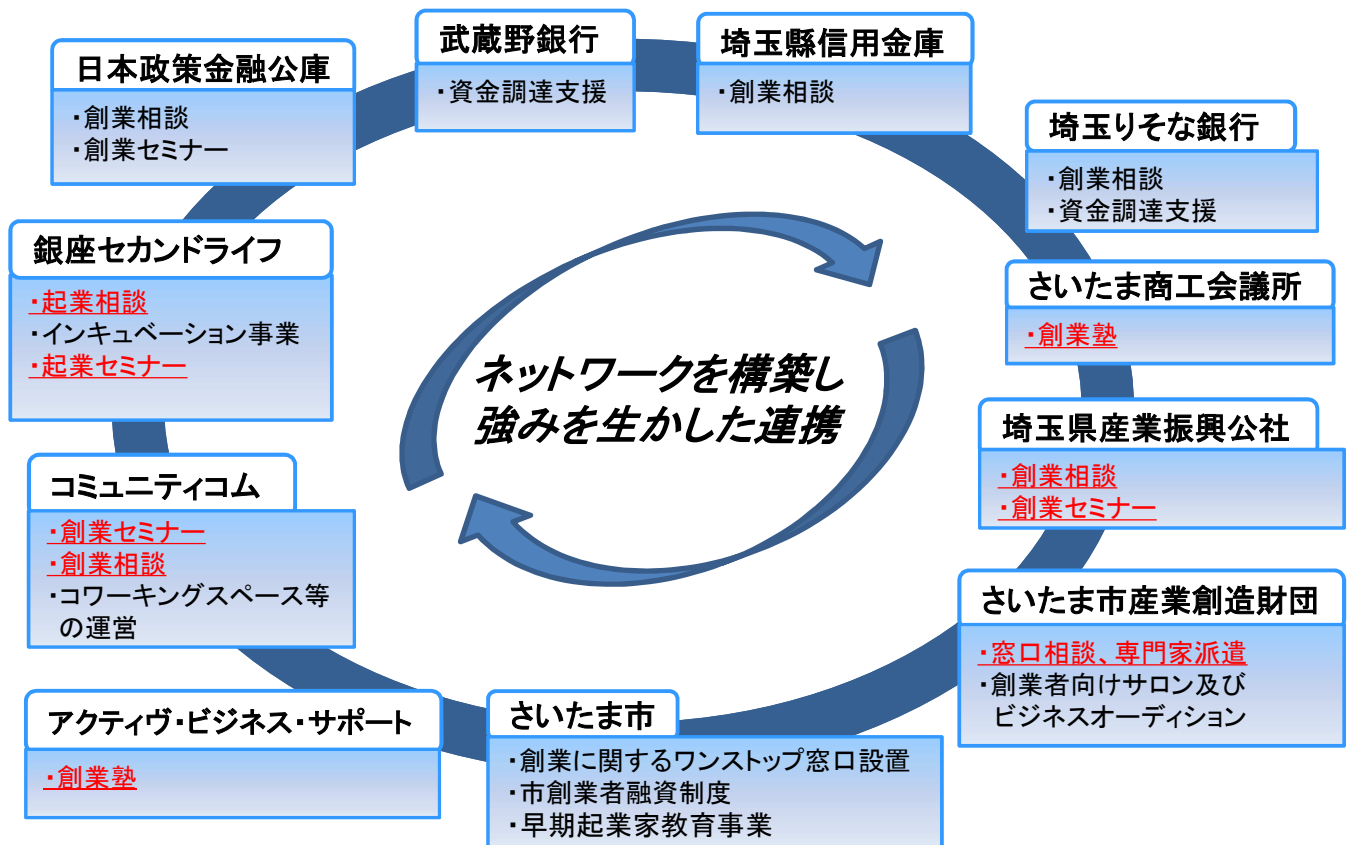 日本政策金融公庫
・創業相談
・創業セミナー
武蔵野銀行
・資金調達支援
埼玉縣信用金庫
・創業相談
埼玉りそな銀行
・創業相談
・資金調達支援
銀座セカンドライフ
・起業相談
・インキュベーション事業
・起業セミナー
さいたま商工会議所
・創業塾
ネットワークを構築し
強みを生かした連携
埼玉県産業振興公社
・創業相談
・創業セミナー
コミュニティコム
・創業セミナー
・創業相談
・コワーキングスペース等
の運営
さいたま市産業創造財団
・窓口相談、専門家派遣
・創業者向けサロン及び
ビジネスオーディション
アクティヴ・ビジネス・サポート
・創業塾
さいたま市
・創業に関するワンストップ窓口設置
・市創業者融資制度
・早期起業家教育事業